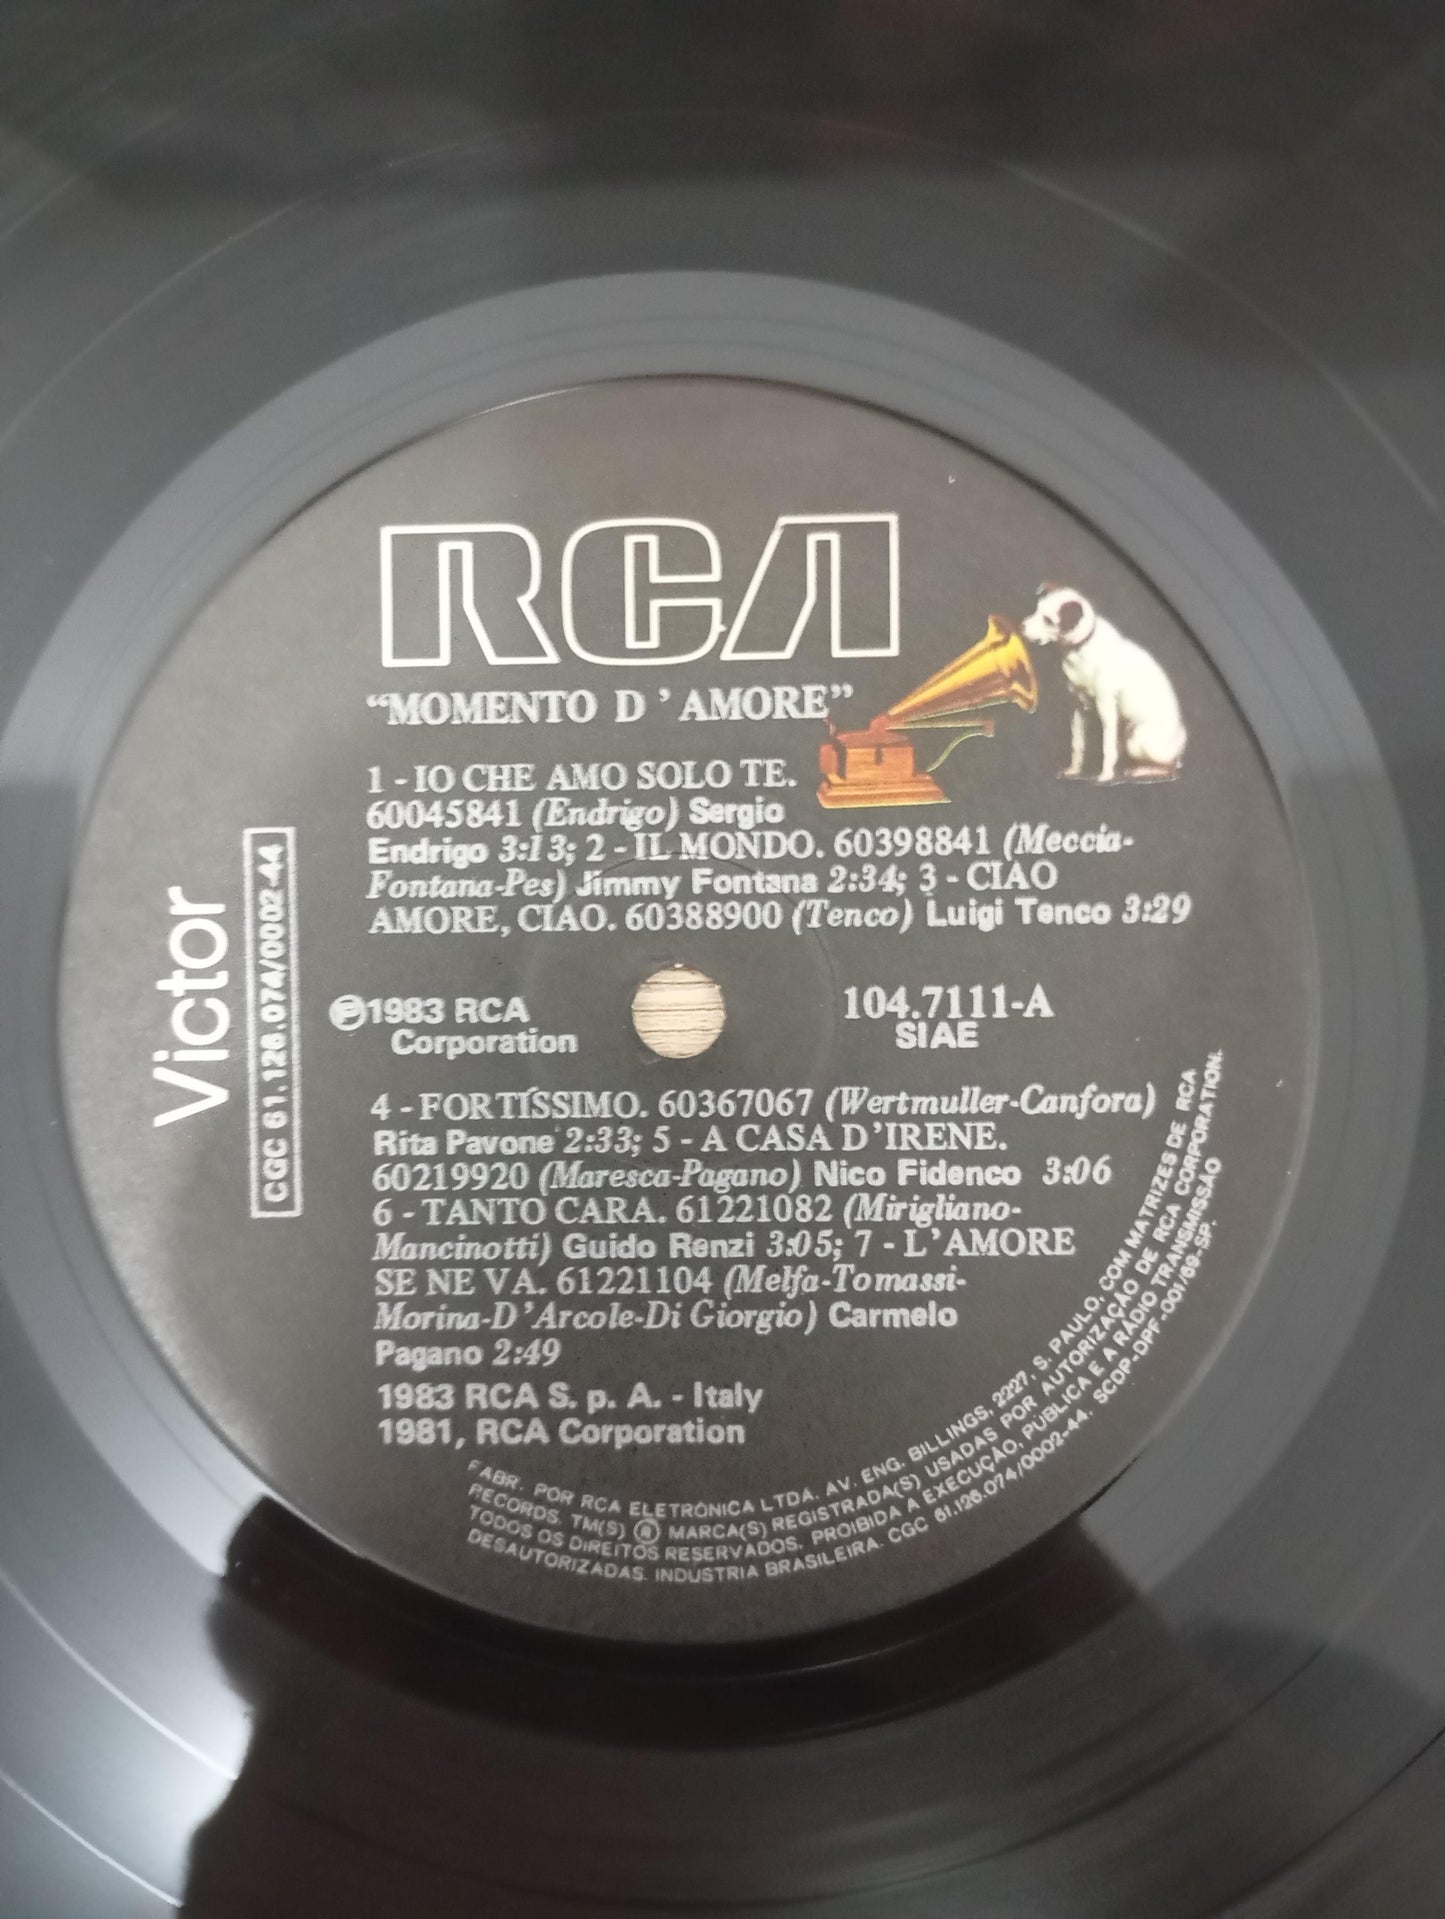 RCA
"MOMENTO D'AMORE"
1 - IO CHE AMO SOLO TE.
60045841 (Endrigo) Sergio
Endrigo 3:13; 2 - IL MONDO. 60398841 (Meccia-
Fontana-Pes) Jimmy Fontana 2:34; 3 - CIAO
AMORE, CIAO. 60388900 (Tenco) Luigi Tenco 3:29
Victor
CGC 61.126.074/0002-44
℗1983 RCA
Corporation
104.7111-A
SIAE
4 - FORTÍSSIMO. 60367067 (Wertmuller-Canfora)
Rita Pavone 2:33; 5 - A CASA D'IRENE.
60219920 (Maresca-Pagano) Nico Fidenco 3:06
6 - TANTO CARA. 61221082 (Mirigliano-
Mancinotti) Guido Renzi 3:05; 7 - L'AMORE
SE NE VA. 61221104 (Melfa-Tomassi-
Morina-D'Arcole-Di Giorgio) Carmelo
Pagano 2:49
1983 RCA S. p. A. - Italy
1981, RCA Corporation
FABR. POR RCA ELETRÔNICA LTDA. AV. ENG. BILLINGS, 2227. S. PAULO, COM MATRIZES DE RCA
RECORDS. TM(S) ® MARCA(S) REGISTRADA(S) USADAS POR AUTORIZAÇÃO DE RCA CORPORATION.
TODOS OS DIREITOS RESERVADOS. PROIBIDA A EXECUÇÃO, PÚBLICA E A RÁDIO TRANSMISSÃO
DESAUTORIZADAS. INDÚSTRIA BRASILEIRA. CGC 61.126.074/0002-44. SCDP-DPF-001/69-SP.